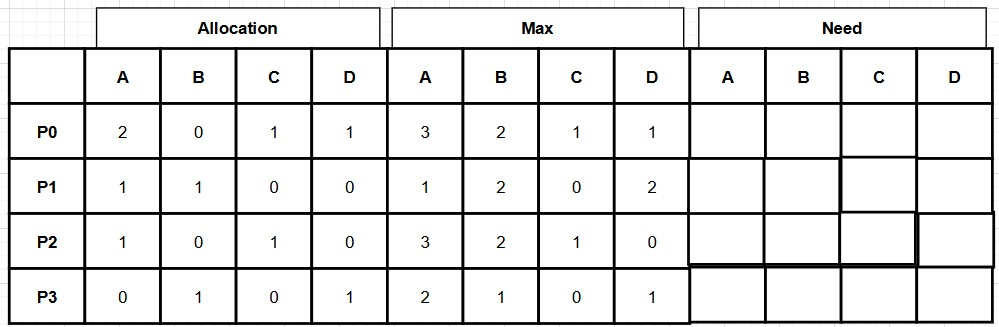 Allocation Max Need
A B C D A B C D A B C D
P0 2 0 1 1 3 2 1 1
P1 1 1 0 0 1 2 0 2
P2 1 0 1 0 3 2 1 0
P3 0 1 0 1 2 1 0 1